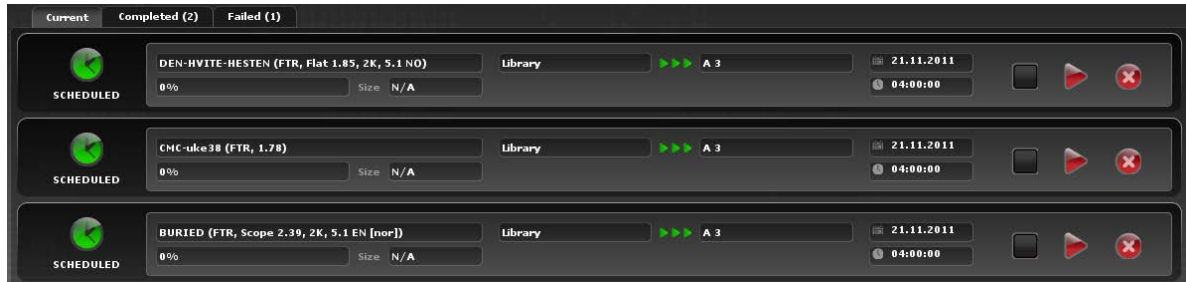 Current Completed (2) Failed (1)
DEN-HVITE-HESTEN (FTR, Flat 1.85, 2K, 5.1 NO) Library A 3 21.11.2011
SCHEDULED 0% Size N/A 04:00:00
CMC-uke38 (FTR, 1.78) Library A 3 21.11.2011
SCHEDULED 0% Size N/A 04:00:00
BURIED (FTR, Scope 2.39, 2K, 5.1 EN [nor]) Library A 3 21.11.2011
SCHEDULED 0% Size N/A 04:00:00